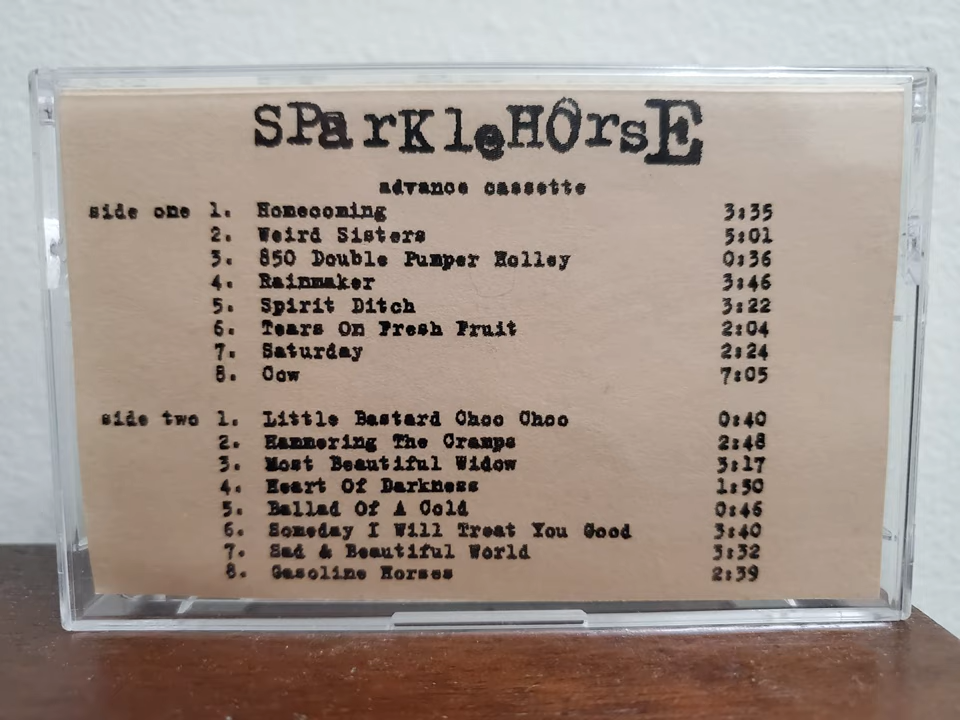 SParKleHôrsE
advance cassette
side one 1. Homecoming 3:35
2. Weird Sisters 5:01
3. 850 Double Pumper Holley 0:36
4. Rainmaker 3:46
5. Spirit Ditch 3:22
6. Tears On Fresh Fruit 2:04
7. Saturday 2:24
8. Cow 7:05
side two 1. Little Bastard Choo Choo 0:40
2. Hammering The Cramps 2:48
3. Most Beautiful Widow 3:17
4. Heart Of Darkness 1:50
5. Ballad Of A Cold 0:46
6. Someday I Will Treat You Good 3:40
7. Sad & Beautiful World 3:32
8. Gasoline Horses 2:39